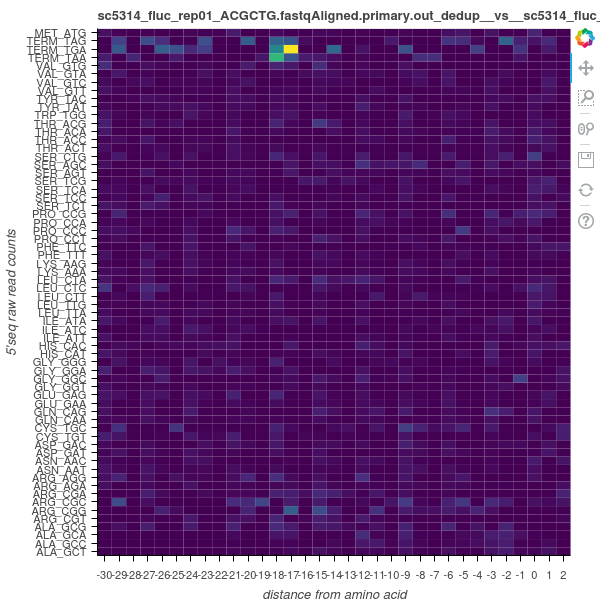 sc5314_fluc_rep01_ACGCTG.fastqAligned.primary.out_dedup__vs__sc5314_fluc_
MET_ATG
TERM_TAG
TERM_TGA
TERM_TAA
VAL_GTG
VAL_GTA
VAL_GTC
VAL_GTT
TYR_TAC
TYR_TAT
TRP_TGG
THR_ACG
THR_ACA
THR_ACC
THR_ACT
SER_CTG
SER_AGC
SER_AGT
SER_TCG
SER_TCA
SER_TCC
SER_TCT
PRO_CCG
PRO_CCA
PRO_CCC
PRO_CCT
PHE_TTC
PHE_TTT
LYS_AAG
LYS_AAA
LEU_CTA
LEU_CTC
LEU_CTT
LEU_TTG
LEU_TTA
ILE_ATA
ILE_ATC
ILE_ATT
HIS_CAC
HIS_CAT
GLY_GGG
GLY_GGA
GLY_GGC
GLY_GGT
GLU_GAG
GLU_GAA
GLN_CAG
GLN_CAA
CYS_TGC
CYS_TGT
ASP_GAC
ASP_GAT
ASN_AAC
ASN_AAT
ARG_AGG
ARG_AGA
ARG_CGA
ARG_CGC
ARG_CGG
ARG_CGT
ALA_GCG
ALA_GCA
ALA_GCC
ALA_GCT
5'seq raw read counts
-30-29-28-27-26-25-24-23-22-21-20-19-18-17-16-15-14-13-12-11-10-9 -8 -7 -6 -5 -4 -3 -2 -1 0 1 2
distance from amino acid